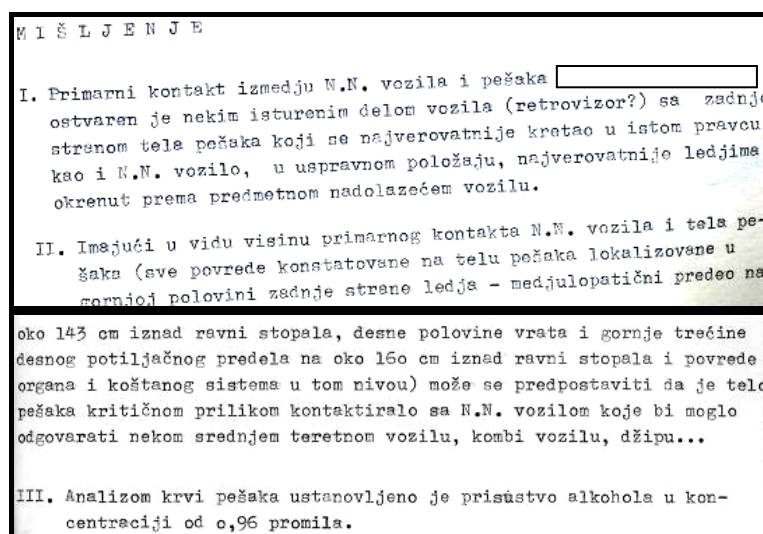 M I Š L J E N J E
I. Primarni kontakt izmedju N.N. vozila i pešaka
ostvaren je nekim isturenim delom vozila (retrovizor?) sa zadnje
stranom tela pešaka koji se najverovatnije kretao u istom pravcu
kao i N.N. vozilo, u uspravnom položaju, najverovatnije ledjima
okrenut prema predmetnom nadolazećem vozilu.
II. Imajući u vidu visinu primarnog kontakta N.N. vozila i tela pe-
šaka (sve povrede konstatovane na telu pešaka lokalizovane u
gornjoj polovini zadnje strane ledja - medjulopatični predeo na
oko 143 cm iznad ravni stopala, desne polovine vrata i gornje trećine
desnog potiljačnog predela na oko 16o cm iznad ravni stopala i povrede
organa i koštanog sistema u tom nivou) može se predpostaviti da je telo
pešaka kritičnom prilikom kontaktiralo sa N.N. vozilom koje bi moglo
odgovarati nekom srednjem teretnom vozilu, kombi vozilu, džipu...
III. Analizom krvi pešaka ustanovljeno je prisustvo alkohola u kon-
centraciji od o,96 promila.